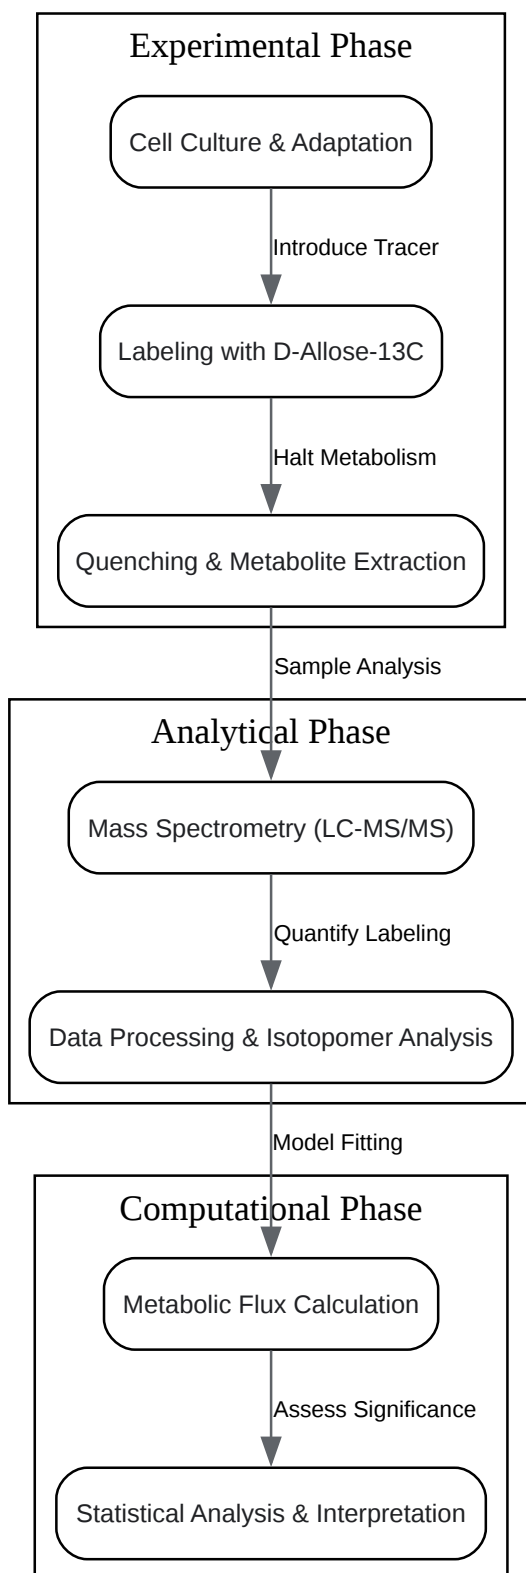 Experimental Phase
Cell Culture & Adaptation
Introduce Tracer
Labeling with D-Allose-13C
Halt Metabolism
Quenching & Metabolite Extraction
Sample Analysis
Analytical Phase
Mass Spectrometry (LC-MS/MS)
Quantify Labeling
Data Processing & Isotopomer Analysis
Model Fitting
Computational Phase
Metabolic Flux Calculation
Assess Significance
Statistical Analysis & Interpretation